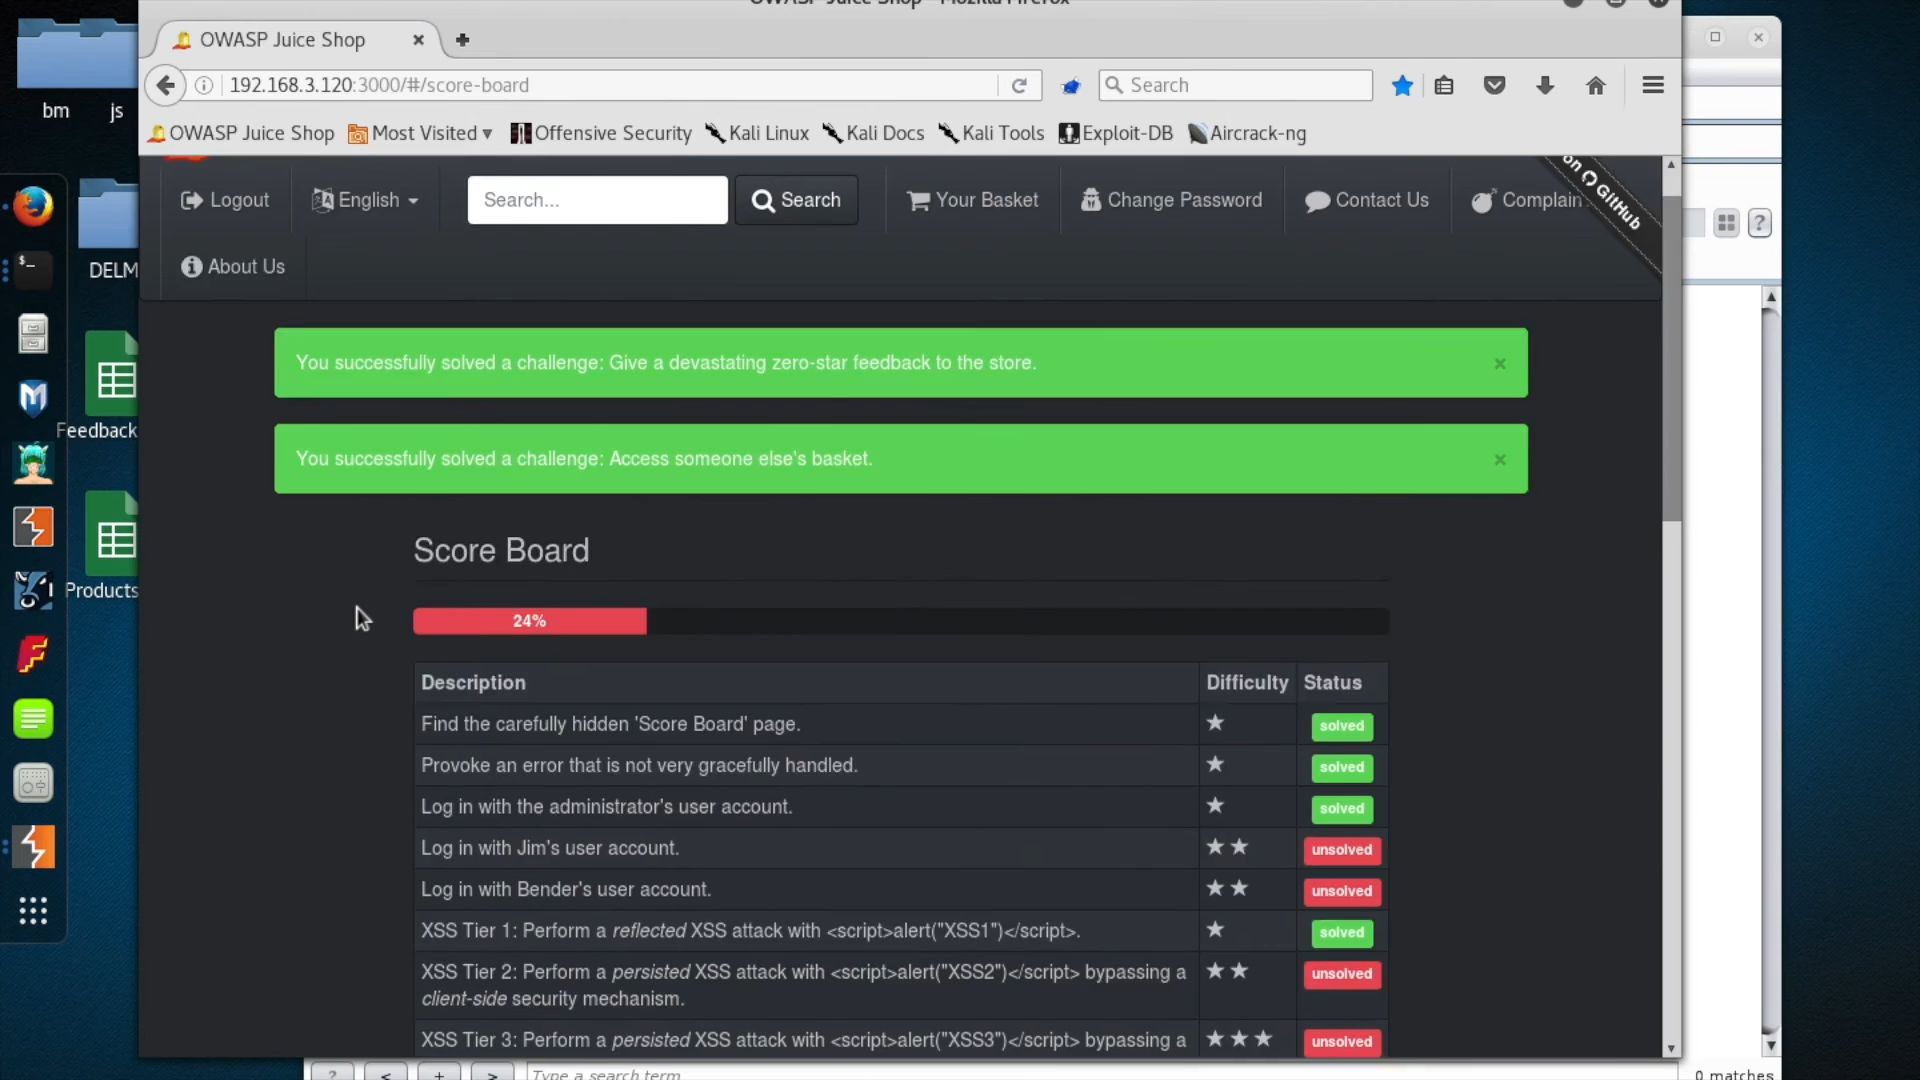 OWASP Juice Shop - Mozilla Firefox
OWASP Juice Shop
192.168.3.120:3000/#/score-board
Search
OWASP Juice Shop
Most Visited
Offensive Security
Kali Linux
Kali Docs
Kali Tools
Exploit-DB
Aircrack-ng
bm
js
DELM
Feedback
Products
Logout
English
Search...
Search
Your Basket
Change Password
Contact Us
Complain
on GitHub
About Us
You successfully solved a challenge: Give a devastating zero-star feedback to the store.
You successfully solved a challenge: Access someone else's basket.
Score Board
24%
Description Difficulty Status
Find the carefully hidden 'Score Board' page. ★ solved
Provoke an error that is not very gracefully handled. ★ solved
Log in with the administrator's user account. ★ solved
Log in with Jim's user account. ★★ unsolved
Log in with Bender's user account. ★★ unsolved
XSS Tier 1: Perform a reflected XSS attack with <script>alert("XSS1")</script>. ★ solved
XSS Tier 2: Perform a persisted XSS attack with <script>alert("XSS2")</script> bypassing a ★★ unsolved
client-side security mechanism.
XSS Tier 3: Perform a persisted XSS attack with <script>alert("XSS3")</script> bypassing a ★★★ unsolved
? < + > Type a search term
0 matches